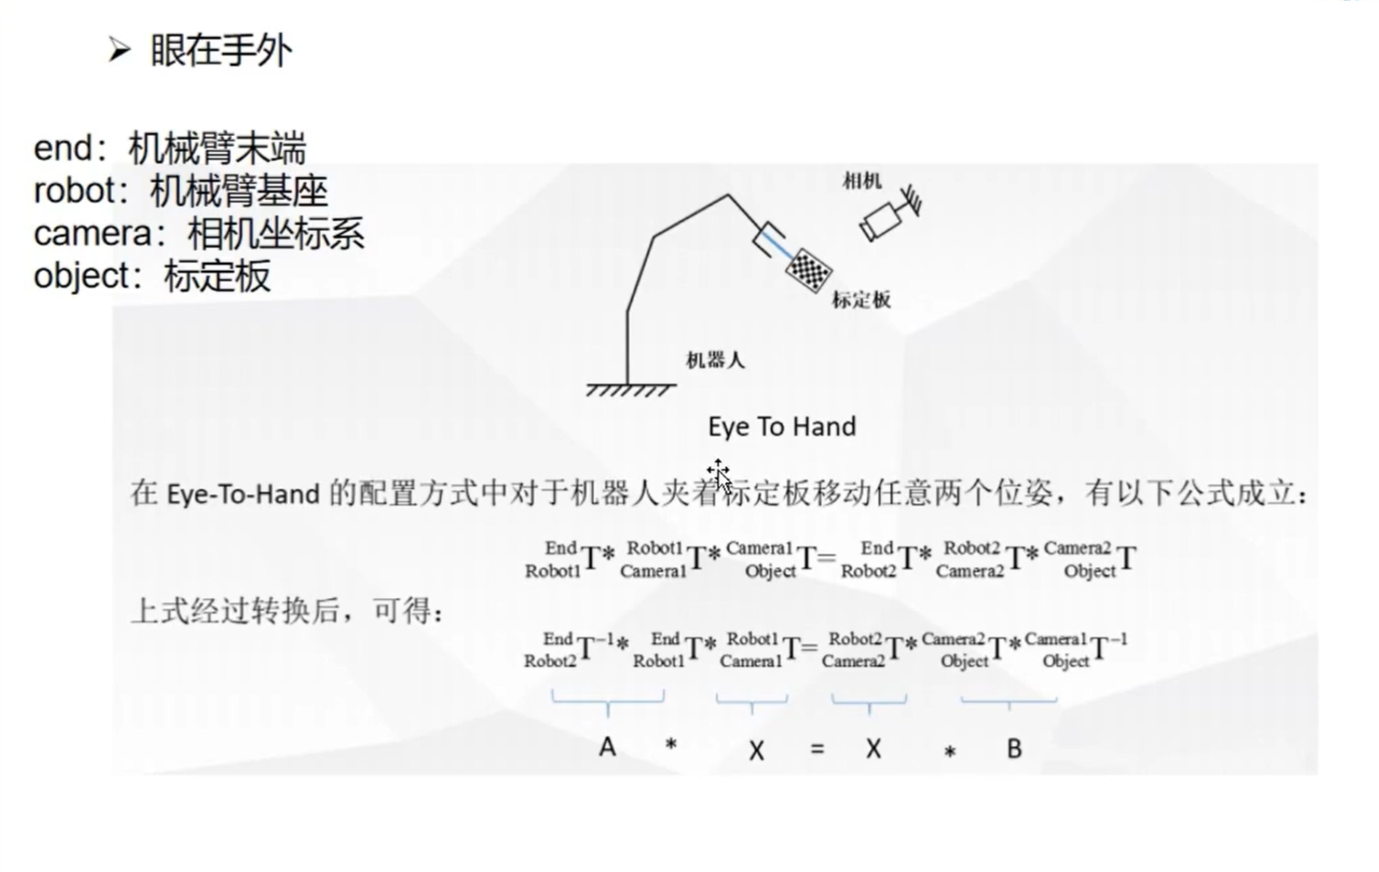 ➢ 眼在手外
end：机械臂末端
robot：机械臂基座
camera：相机坐标系
object：标定板
相机
标定板
机器人
Eye To Hand
在 Eye-To-Hand 的配置方式中对于机器人夹着标定板移动任意两个位姿，有以下公式成立：
End Robot1 T* Robot1 Camera1 T* Camera1 Object T= End Robot2 T* Robot2 Camera2 T* Camera2 Object T
上式经过转换后，可得：
End Robot2 T⁻¹* End Robot1 T* Robot1 Camera1 T= Robot2 Camera2 T* Camera2 Object T* Camera1 Object T⁻¹
A * X = X * B